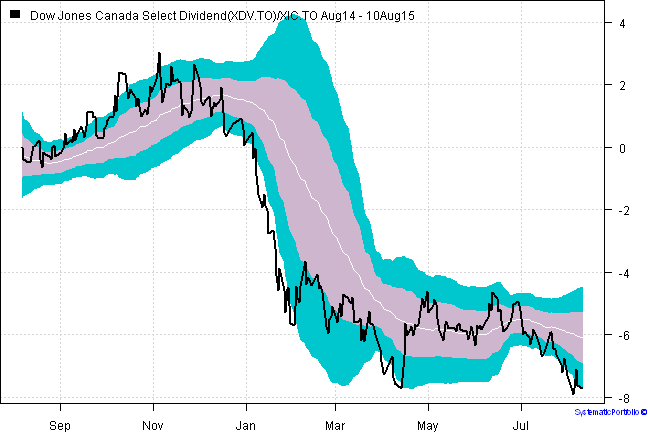 Dow Jones Canada Select Dividend(XDV.TO)/XIC.TO Aug14 - 10Aug15
4
2
0
-2
-4
-6
-8
Sep Nov Jan Mar May Jul
SystematicPortfolio ©